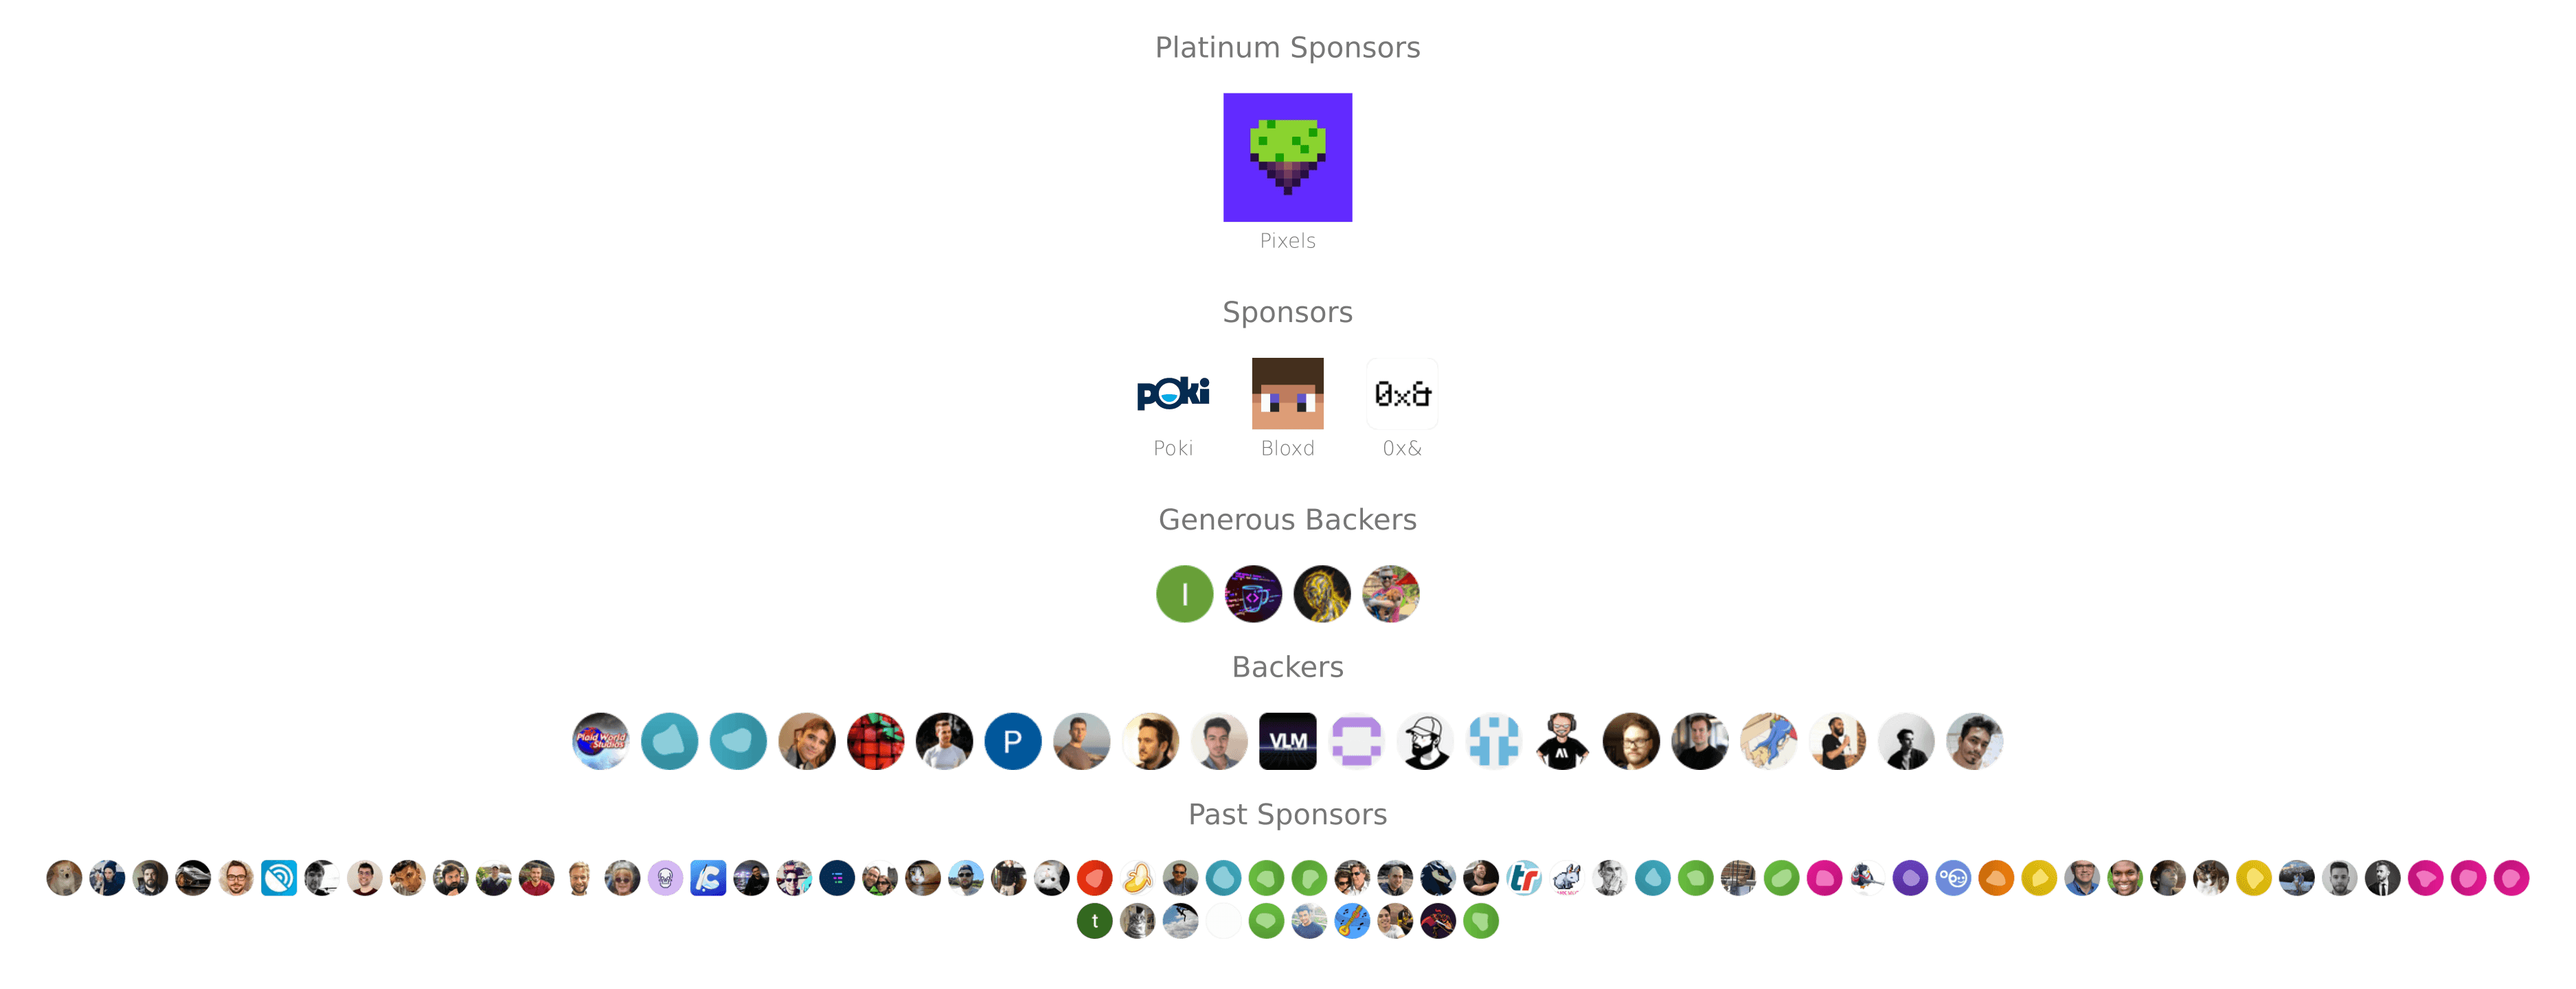 Platinum Sponsors
Pixels
Sponsors
poki
0x&
Poki Bloxd 0x&
Generous Backers
I
Backers
Plaid World Studios
P
VLM
Past Sponsors
tr
t